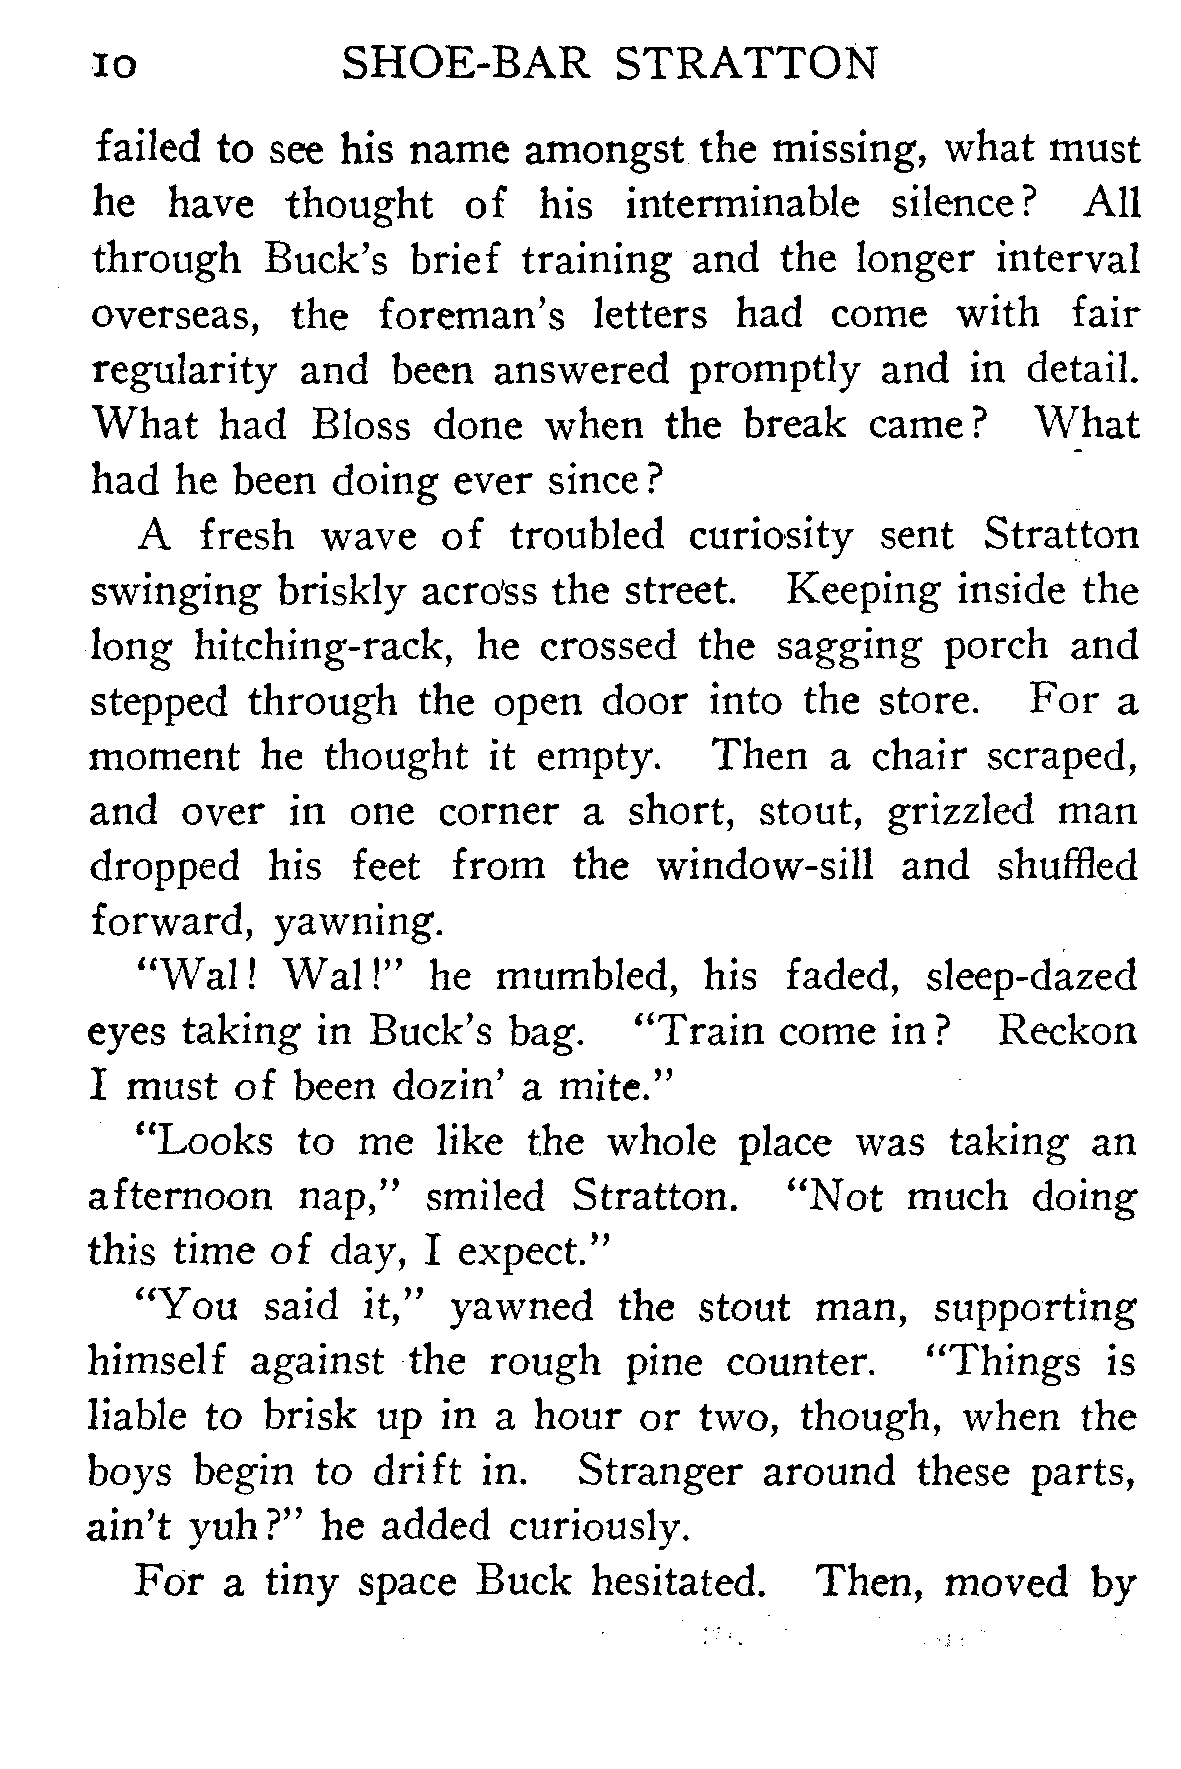 10 SHOE-BAR STRATTON
failed to see his name amongst the missing, what must
he have thought of his interminable silence? All
through Buck's brief training and the longer interval
overseas, the foreman's letters had come with fair
regularity and been answered promptly and in detail.
What had Bloss done when the break came? What
had he been doing ever since?
A fresh wave of troubled curiosity sent Stratton
swinging briskly across the street. Keeping inside the
long hitching-rack, he crossed the sagging porch and
stepped through the open door into the store. For a
moment he thought it empty. Then a chair scraped,
and over in one corner a short, stout, grizzled man
dropped his feet from the window-sill and shuffled
forward, yawning.
"Wal! Wal!" he mumbled, his faded, sleep-dazed
eyes taking in Buck's bag. "Train come in? Reckon
I must of been dozin' a mite."
"Looks to me like the whole place was taking an
afternoon nap," smiled Stratton. "Not much doing
this time of day, I expect."
"You said it," yawned the stout man, supporting
himself against the rough pine counter. "Things is
liable to brisk up in a hour or two, though, when the
boys begin to drift in. Stranger around these parts,
ain't yuh?" he added curiously.
For a tiny space Buck hesitated. Then, moved by